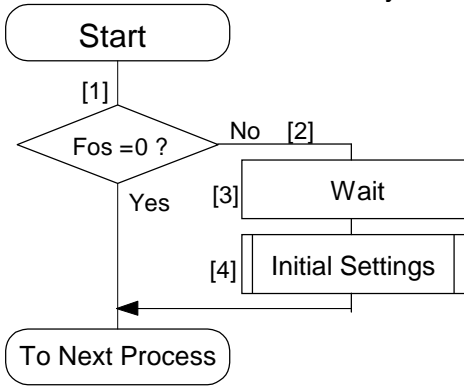 Start
[1]
Fos =0 ?
No [2]
Yes
[3] Wait
[4] Initial Settings
To Next Process